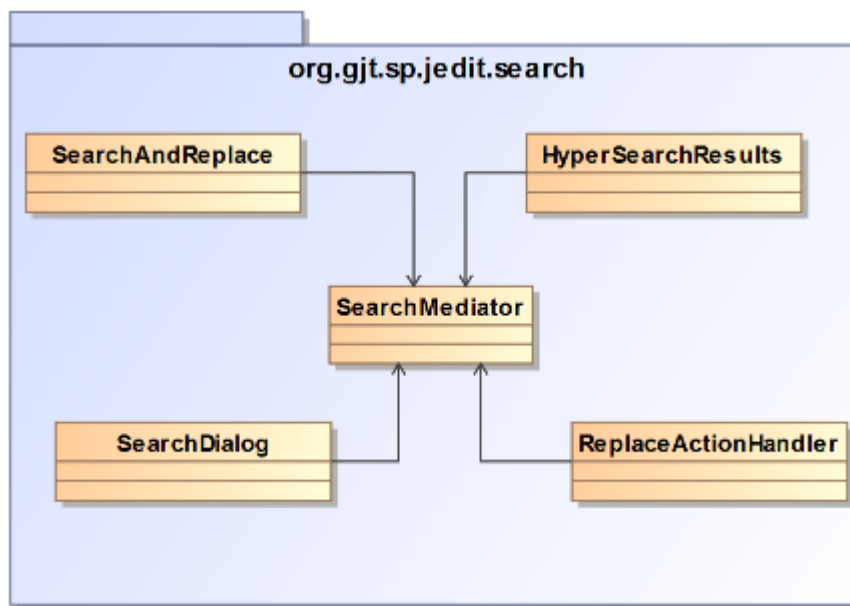 org.gjt.sp.jedit.search
SearchAndReplace
HyperSearchResults
SearchMediator
SearchDialog
ReplaceActionHandler